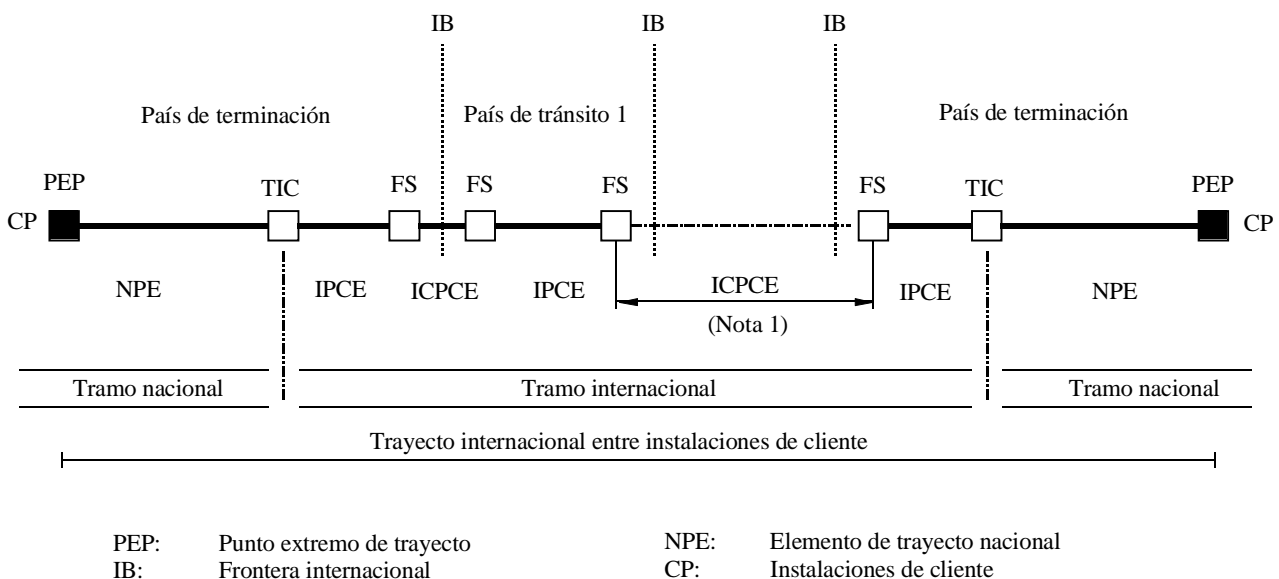 IB IB IB
País de terminación País de tránsito 1 País de terminación
PEP TIC FS FS FS FS TIC PEP
CP CP
NPE IPCE ICPCE IPCE ICPCE IPCE NPE
(Nota 1)
Tramo nacional Tramo internacional Tramo nacional
Trayecto internacional entre instalaciones de cliente
PEP: Punto extremo de trayecto NPE: Elemento de trayecto nacional
IB: Frontera internacional CP: Instalaciones de cliente